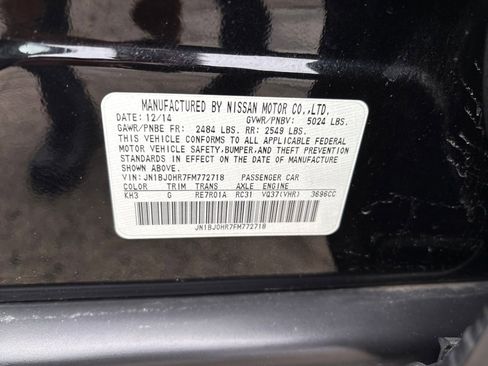 MANUFACTURED BY NISSAN MOTOR CO.,LTD.
DATE: 12/14 GVWR/PNBV: 5024 LBS.
GAWR/PNBE FR: 2484 LBS. RR: 2549 LBS.
THIS VEHICLE CONFORMS TO ALL APPLICABLE FEDERAL
MOTOR VEHICLE SAFETY,BUMPER,AND THEFT PREVENTION
STANDARDS IN EFFECT ON THE DATE OF MANUFACTURE
SHOWN ABOVE.
VIN: JN1BJ0HR7FM772718 PASSENGER CAR
COLOR TRIM TRANS AXLE ENGINE
KH3 G RE7R01A RC31 VQ37(VHR) 3696CC
JN1BJ0HR7FM772718